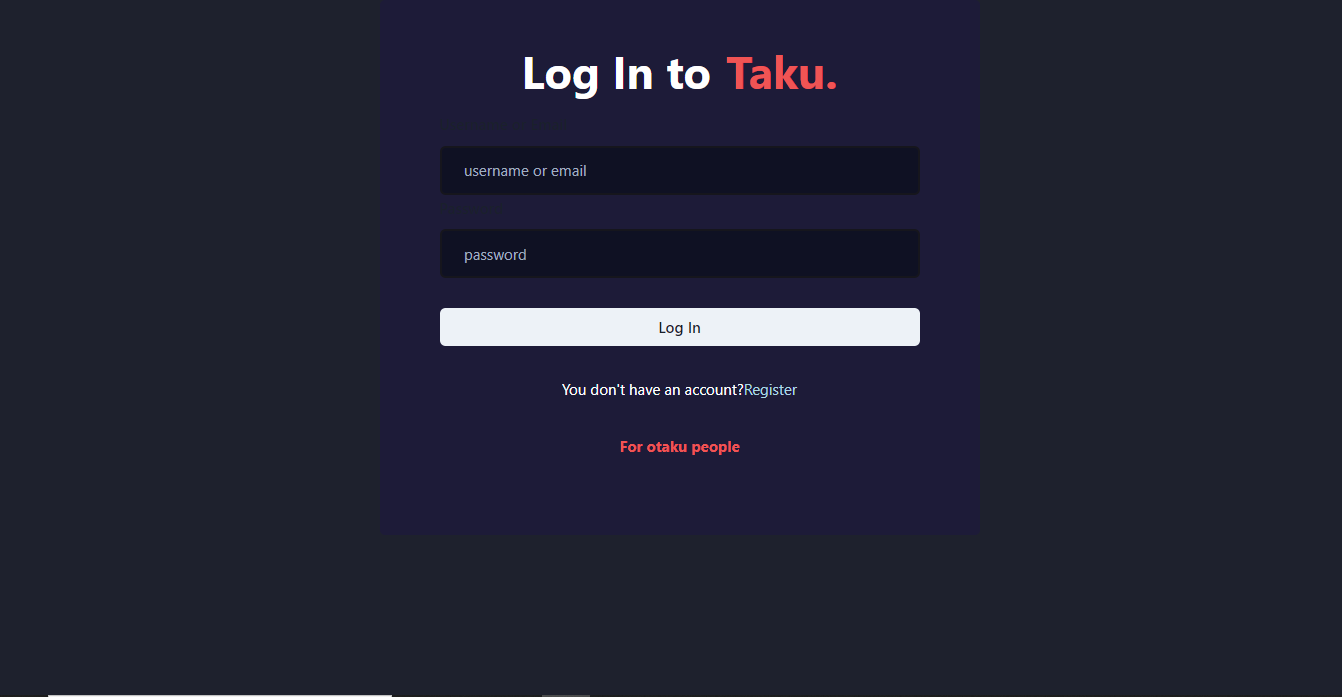 Log In to Taku.
username or email
password
Log In
You don't have an account?Register
For otaku people